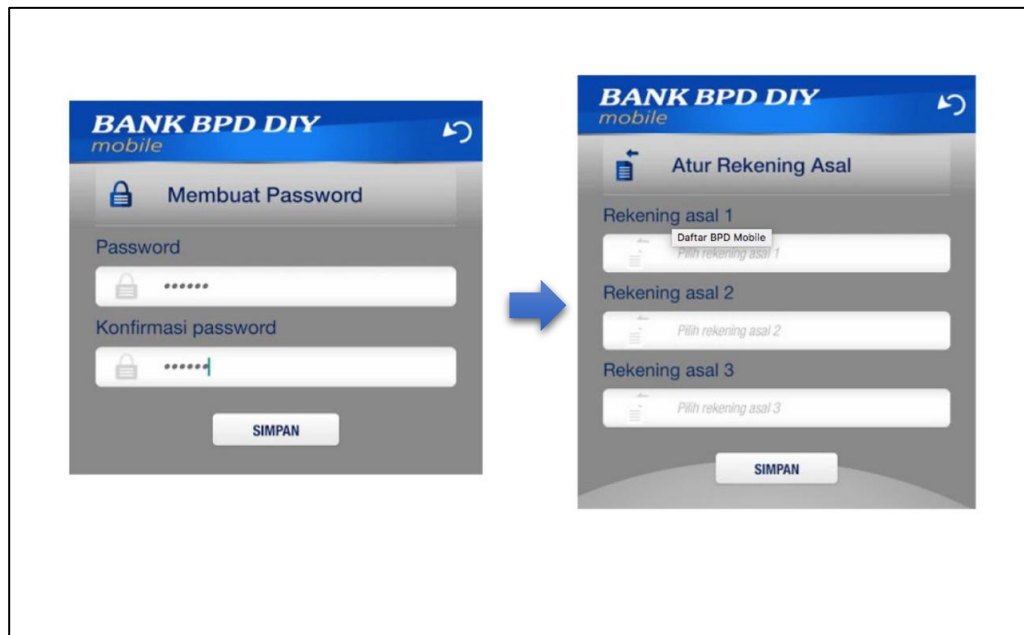 BANK BPD DIY
mobile
Membuat Password
Password
••••••
Konfirmasi password
••••••
SIMPAN
BANK BPD DIY
mobile
Atur Rekening Asal
Rekening asal 1
Daftar BPD Mobile
Pilih rekening asal 1
Rekening asal 2
Pilih rekening asal 2
Rekening asal 3
Pilih rekening asal 3
SIMPAN